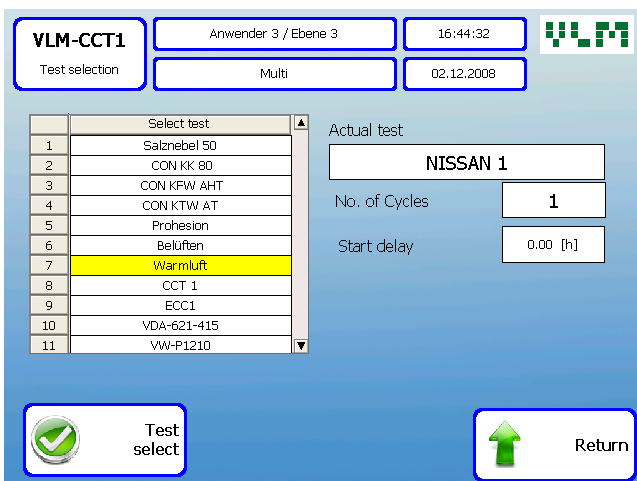 VLM-CCT1
Test selection
Anwender 3 / Ebene 3
16:44:32
VLM
Multi
02.12.2008
Select test
1 Salznebel 50
2 CON KK 80
3 CON KFW AHT
4 CON KTW AT
5 Prohesion
6 Belüften
7 Warmluft
8 CCT 1
9 ECC1
10 VDA-621-415
11 VW-P1210
Actual test
NISSAN 1
No. of Cycles
1
Start delay
0.00 [h]
Test
select
Return